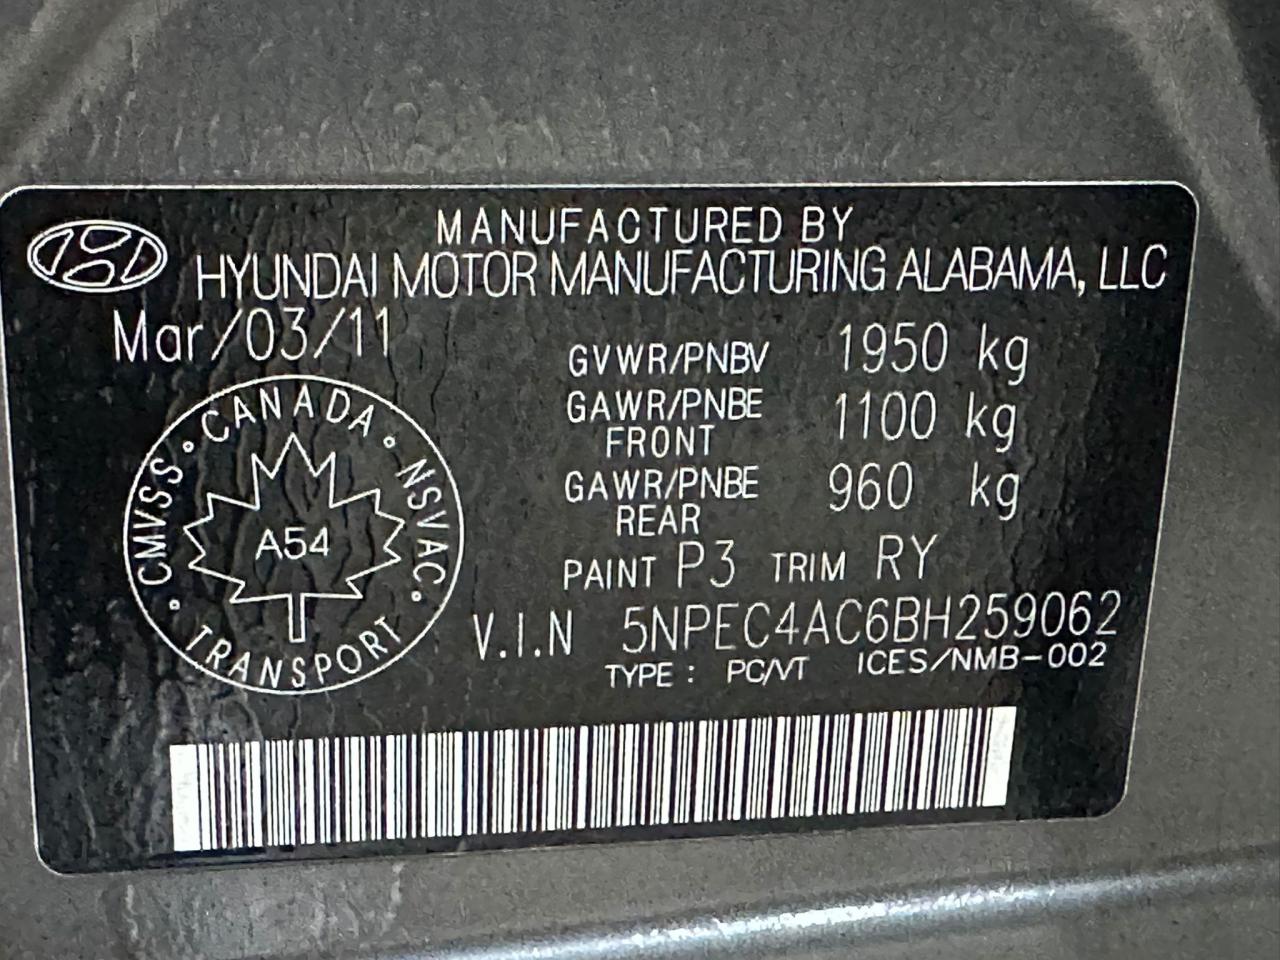 MANUFACTURED BY
HYUNDAI MOTOR MANUFACTURING ALABAMA, LLC
Mar/03/11
GVWR/PNBV 1950 kg
GAWR/PNBE FRONT 1100 kg
GAWR/PNBE REAR 960 kg
PAINT P3 TRIM RY
V.I.N 5NPEC4AC6BH259062
TYPE : PC/VT ICES/NMB-002
CMVSS • CANADA • NSVAC • TRANSPORT •
A54